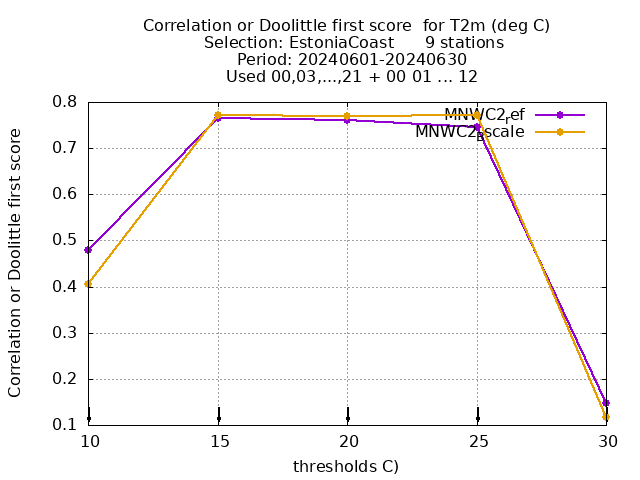 Correlation or Doolittle first score  for T2m (deg C)
Selection: EstoniaCoast      9 stations
Period: 20240601-20240630
Used 00,03,...,21 + 00 01 ... 12
0.8
0.7
0.6
0.5
0.4
0.3
0.2
0.1
10
15
20
25
30
Correlation or Doolittle first score
thresholds C)
MNWC2ref
MNWC2Bscale